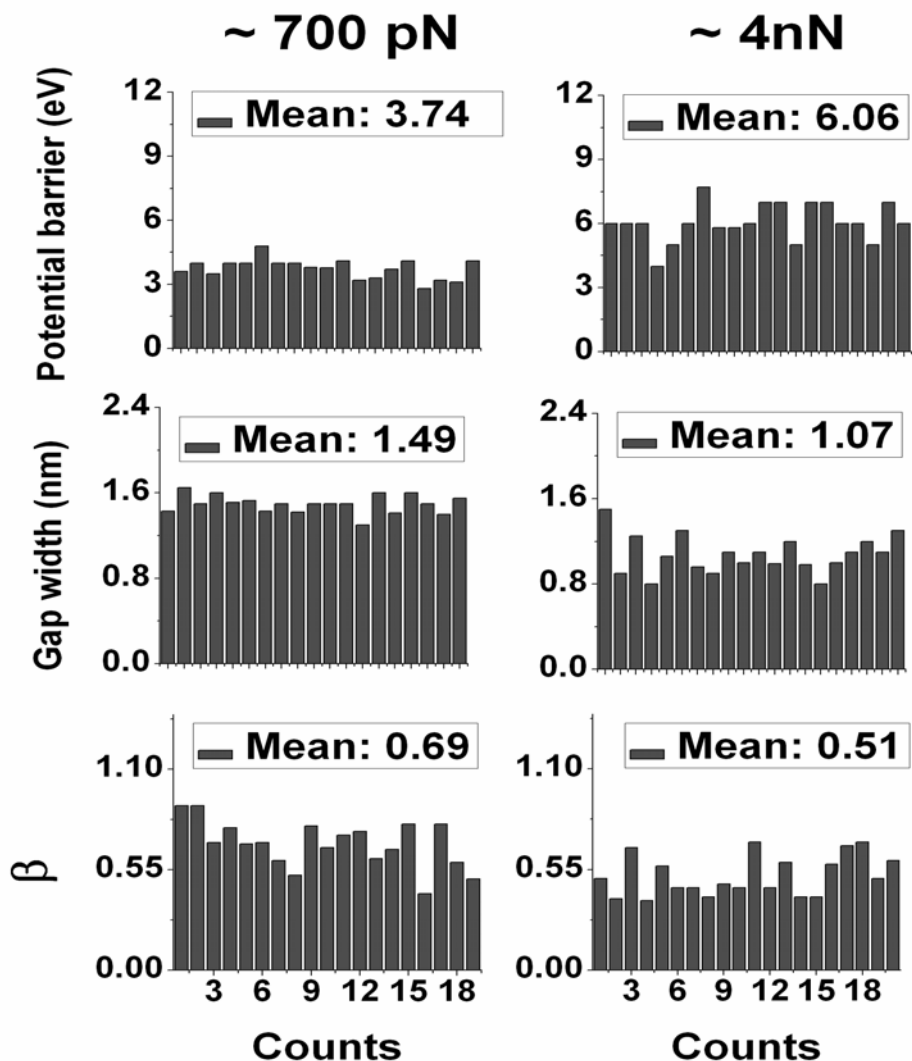 ~ 700 pN
~ 4nN
Potential barrier (eV)
12
9
6
3
0
Mean: 3.74
12
9
6
3
0
Mean: 6.06
Gap width (nm)
2.4
1.6
0.8
0.0
Mean: 1.49
2.4
1.6
0.8
0.0
Mean: 1.07
β
1.10
0.55
0.00
Mean: 0.69
3 6 9 12 15 18
Counts
1.10
0.55
0.00
Mean: 0.51
3 6 9 12 15 18
Counts